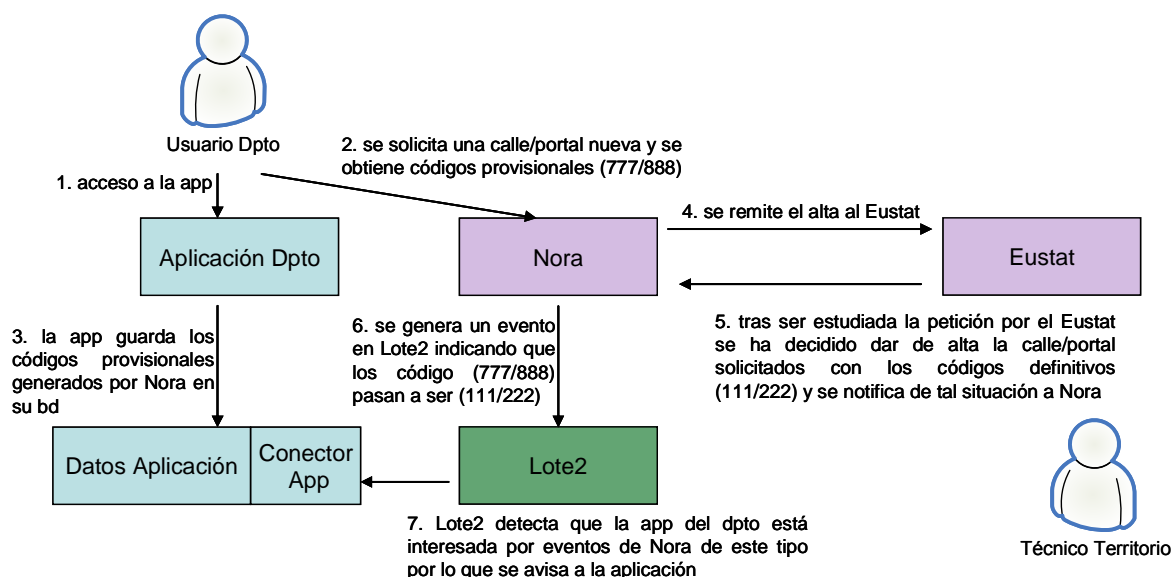 Usuario Dpto
2. se solicita una calle/portal nueva y se
obtiene códigos provisionales (777/888)
1. acceso a la app
4. se remite el alta al Eustat
Aplicación Dpto
Nora
Eustat
3. la app guarda los
códigos provisionales
generados por Nora en
su bd
6. se genera un evento
en Lote2 indicando que
los código (777/888)
pasan a ser (111/222)
5. tras ser estudiada la petición por el Eustat
se ha decidido dar de alta la calle/portal
solicitados con los códigos definitivos
(111/222) y se notifica de tal situación a Nora
Datos Aplicación
Conector
App
Lote2
7. Lote2 detecta que la app del dpto está
interesada por eventos de Nora de este tipo
por lo que se avisa a la aplicación
Técnico Territorio